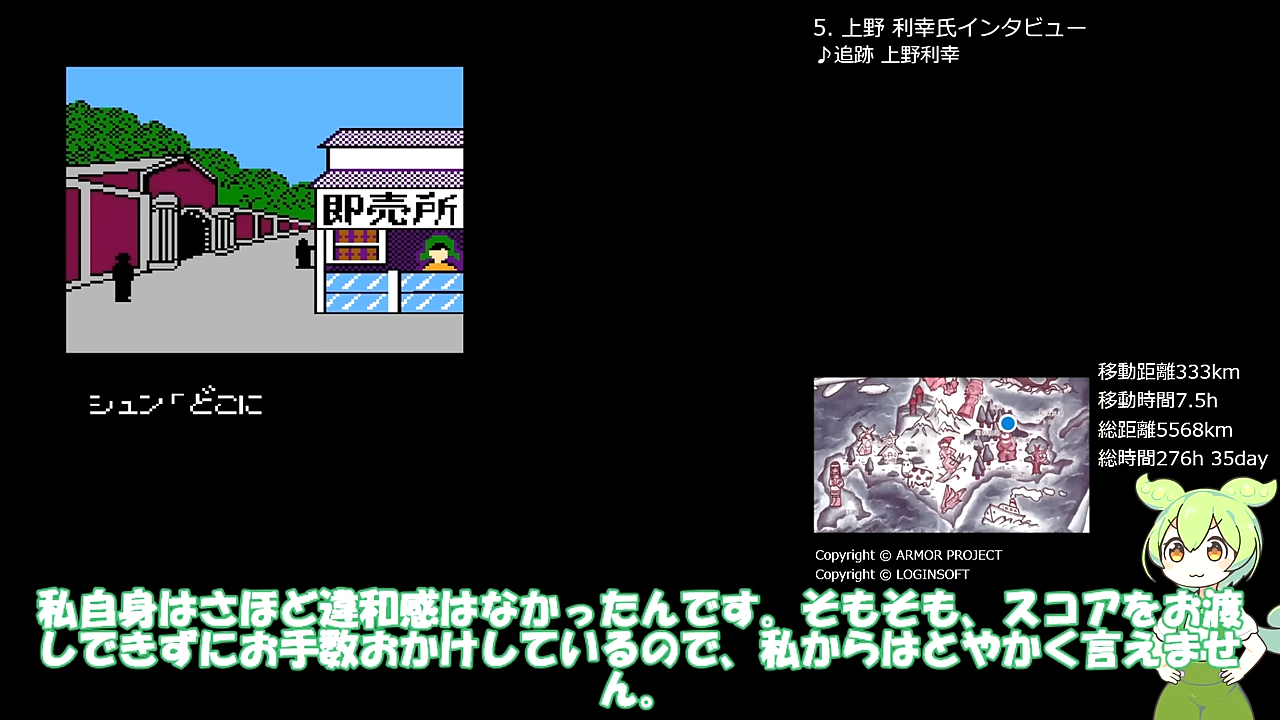 5. 上野 利幸氏インタビュー
♪追跡 上野利幸
即売所
シュン「どこに
移動距離333km
移動時間7.5h
総距離5568km
総時間276h 35day
Copyright © ARMOR PROJECT
Copyright © LOGINSOFT
私自身はさほど違和感はなかったんです。そもそも、スコアをお渡
しできずにお手数おかけしているので、私からはとやかく言えませ
ん。